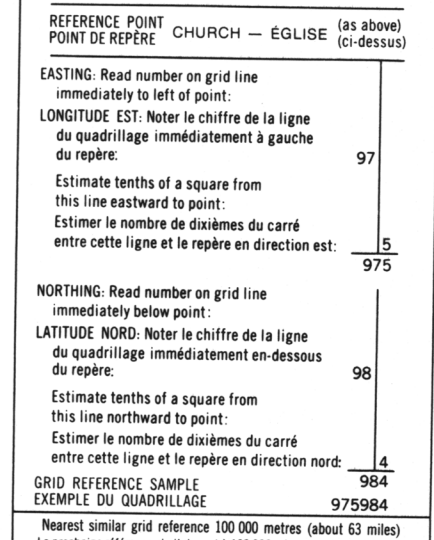 REFERENCE POINT
POINT DE REPÈRE
CHURCH — ÉGLISE
(as above)
(ci-dessus)
EASTING: Read number on grid line
immediately to left of point:
LONGITUDE EST: Noter le chiffre de la ligne
du quadrillage immédiatement à gauche
du repère: 97
Estimate tenths of a square from
this line eastward to point:
Estimer le nombre de dixièmes du carré
entre cette ligne et le repère en direction est: 5
975
NORTHING: Read number on grid line
immediately below point:
LATITUDE NORD: Noter le chiffre de la ligne
du quadrillage immédiatement en-dessous
du repère: 98
Estimate tenths of a square from
this line northward to point:
Estimer le nombre de dixièmes du carré
entre cette ligne et le repère en direction nord: 4
GRID REFERENCE SAMPLE 984
EXEMPLE DU QUADRILLAGE 975984
Nearest similar grid reference 100 000 metres (about 63 miles)